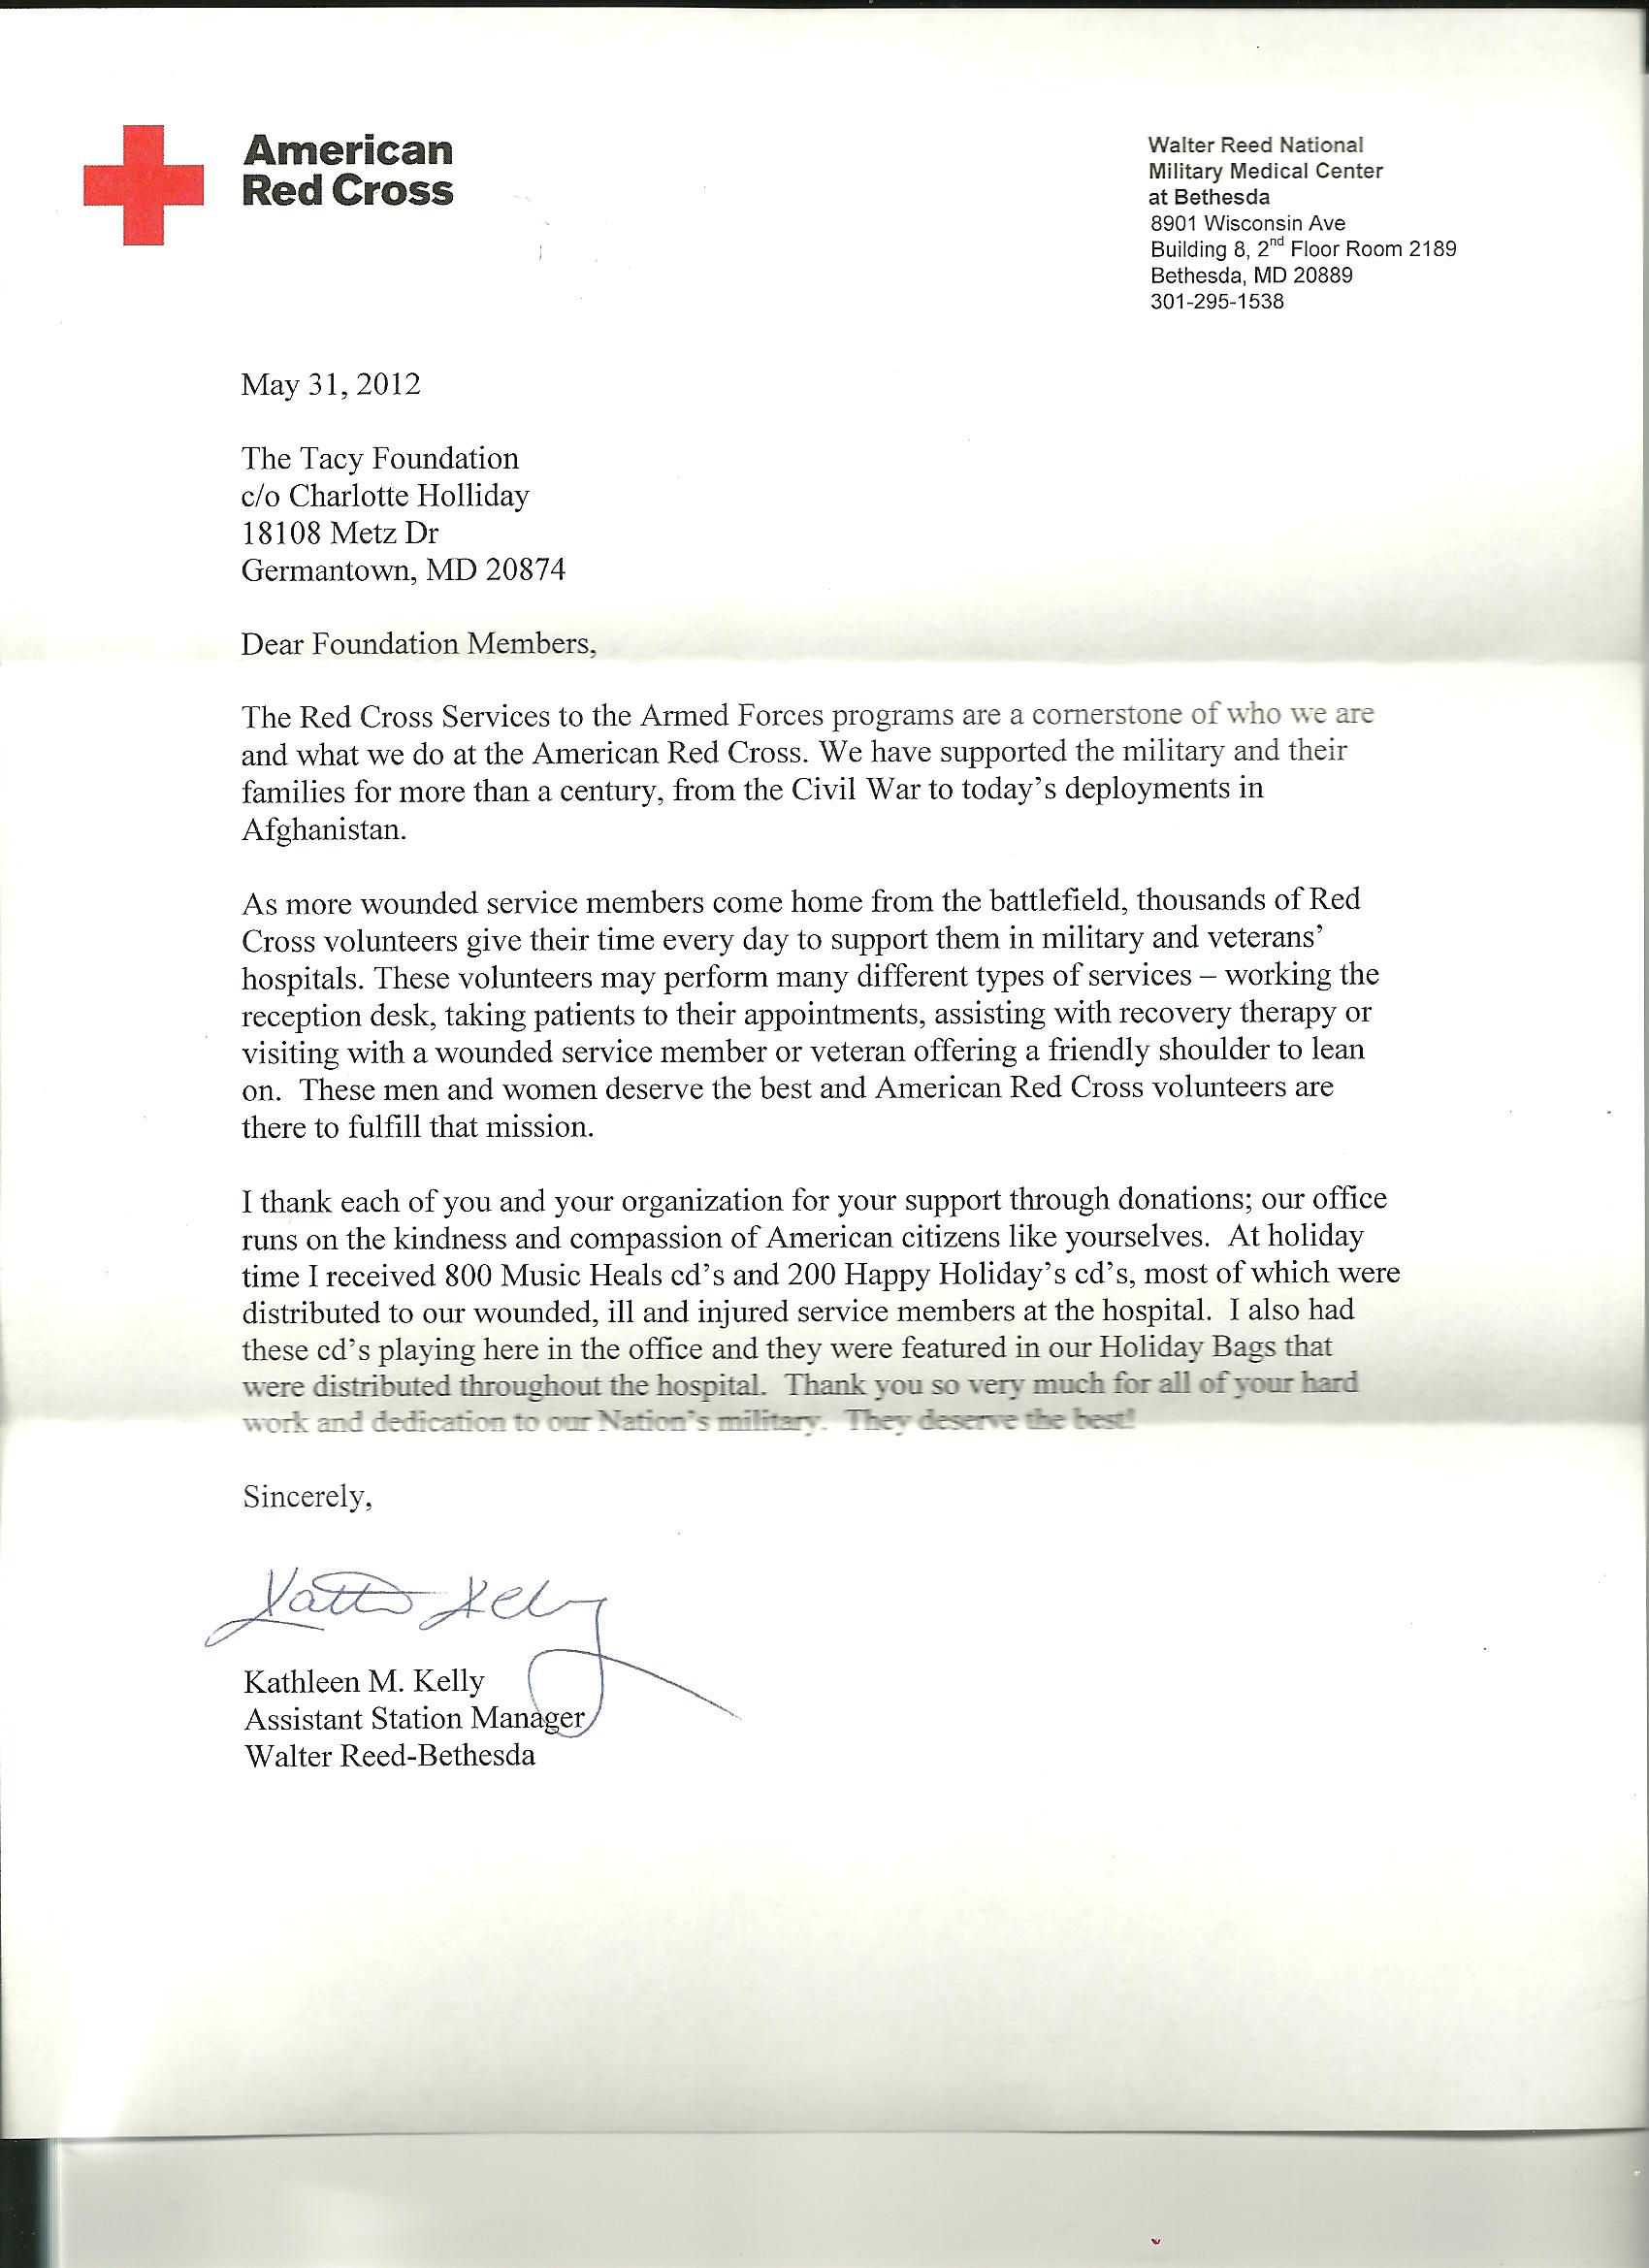 American
Red Cross
Walter Reed National
Military Medical Center
at Bethesda
8901 Wisconsin Ave
Building 8, 2nd Floor Room 2189
Bethesda, MD 20889
301-295-1538
May 31, 2012
The Tacy Foundation
c/o Charlotte Holliday
18108 Metz Dr
Germantown, MD 20874
Dear Foundation Members,
The Red Cross Services to the Armed Forces programs are a cornerstone of who we are
and what we do at the American Red Cross. We have supported the military and their
families for more than a century, from the Civil War to today's deployments in
Afghanistan.
As more wounded service members come home from the battlefield, thousands of Red
Cross volunteers give their time every day to support them in military and veterans'
hospitals. These volunteers may perform many different types of services – working the
reception desk, taking patients to their appointments, assisting with recovery therapy or
visiting with a wounded service member or veteran offering a friendly shoulder to lean
on.  These men and women deserve the best and American Red Cross volunteers are
there to fulfill that mission.
I thank each of you and your organization for your support through donations; our office
runs on the kindness and compassion of American citizens like yourselves.  At holiday
time I received 800 Music Heals cd's and 200 Happy Holiday's cd's, most of which were
distributed to our wounded, ill and injured service members at the hospital.  I also had
these cd's playing here in the office and they were featured in our Holiday Bags that
were distributed throughout the hospital.  Thank you so very much for all of your hard
work and dedication to our Nation's military.  They deserve the best!
Sincerely,
Kathleen M. Kelly
Assistant Station Manager
Walter Reed-Bethesda